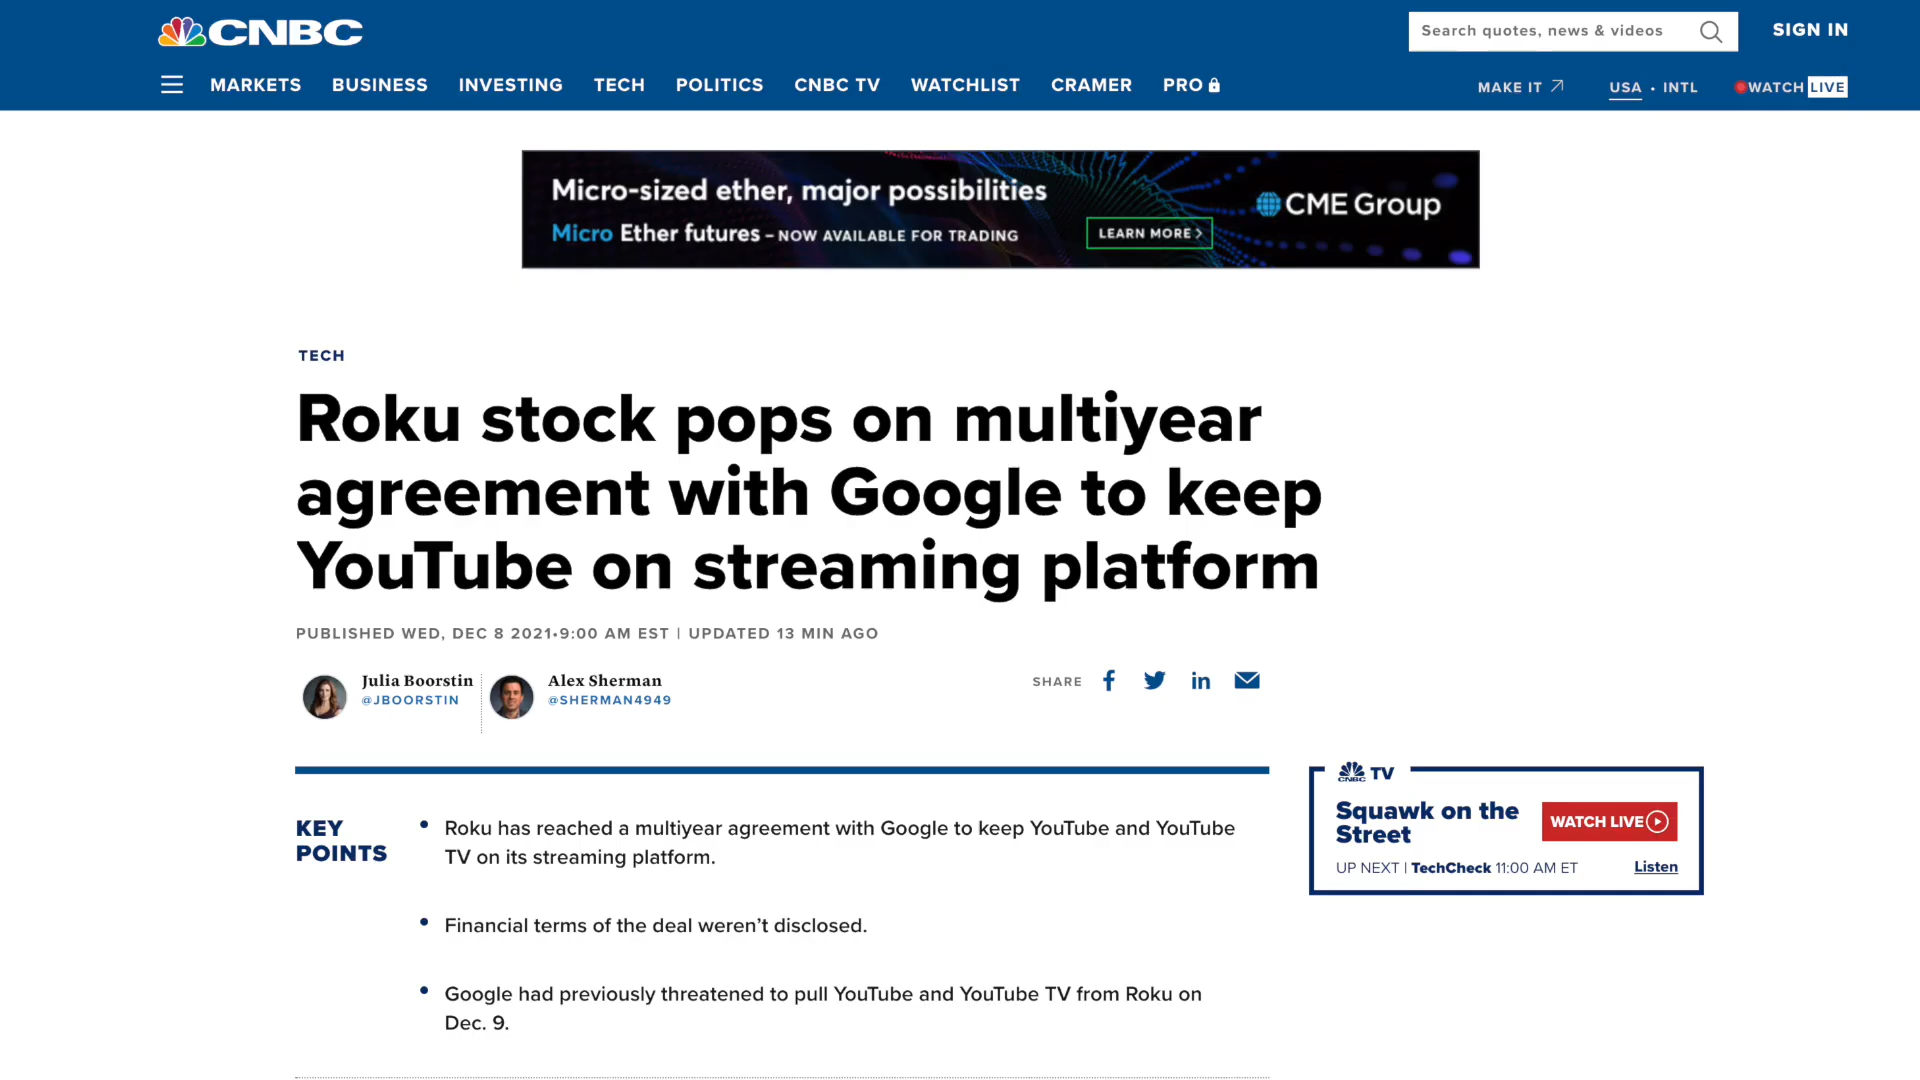 CNBC
Search quotes, news & videos
SIGN IN
MARKETS BUSINESS INVESTING TECH POLITICS CNBC TV WATCHLIST CRAMER PRO
MAKE IT USA • INTL WATCH LIVE
Micro-sized ether, major possibilities
Micro Ether futures – NOW AVAILABLE FOR TRADING
LEARN MORE >
CME Group
TECH
Roku stock pops on multiyear
agreement with Google to keep
YouTube on streaming platform
PUBLISHED WED, DEC 8 2021•9:00 AM EST | UPDATED 13 MIN AGO
Julia Boorstin
@JBOORSTIN
Alex Sherman
@SHERMAN4949
SHARE
KEY
POINTS
• Roku has reached a multiyear agreement with Google to keep YouTube and YouTube
TV on its streaming platform.
• Financial terms of the deal weren’t disclosed.
• Google had previously threatened to pull YouTube and YouTube TV from Roku on
Dec. 9.
CNBC TV
Squawk on the
Street
WATCH LIVE
UP NEXT | TechCheck 11:00 AM ET
Listen